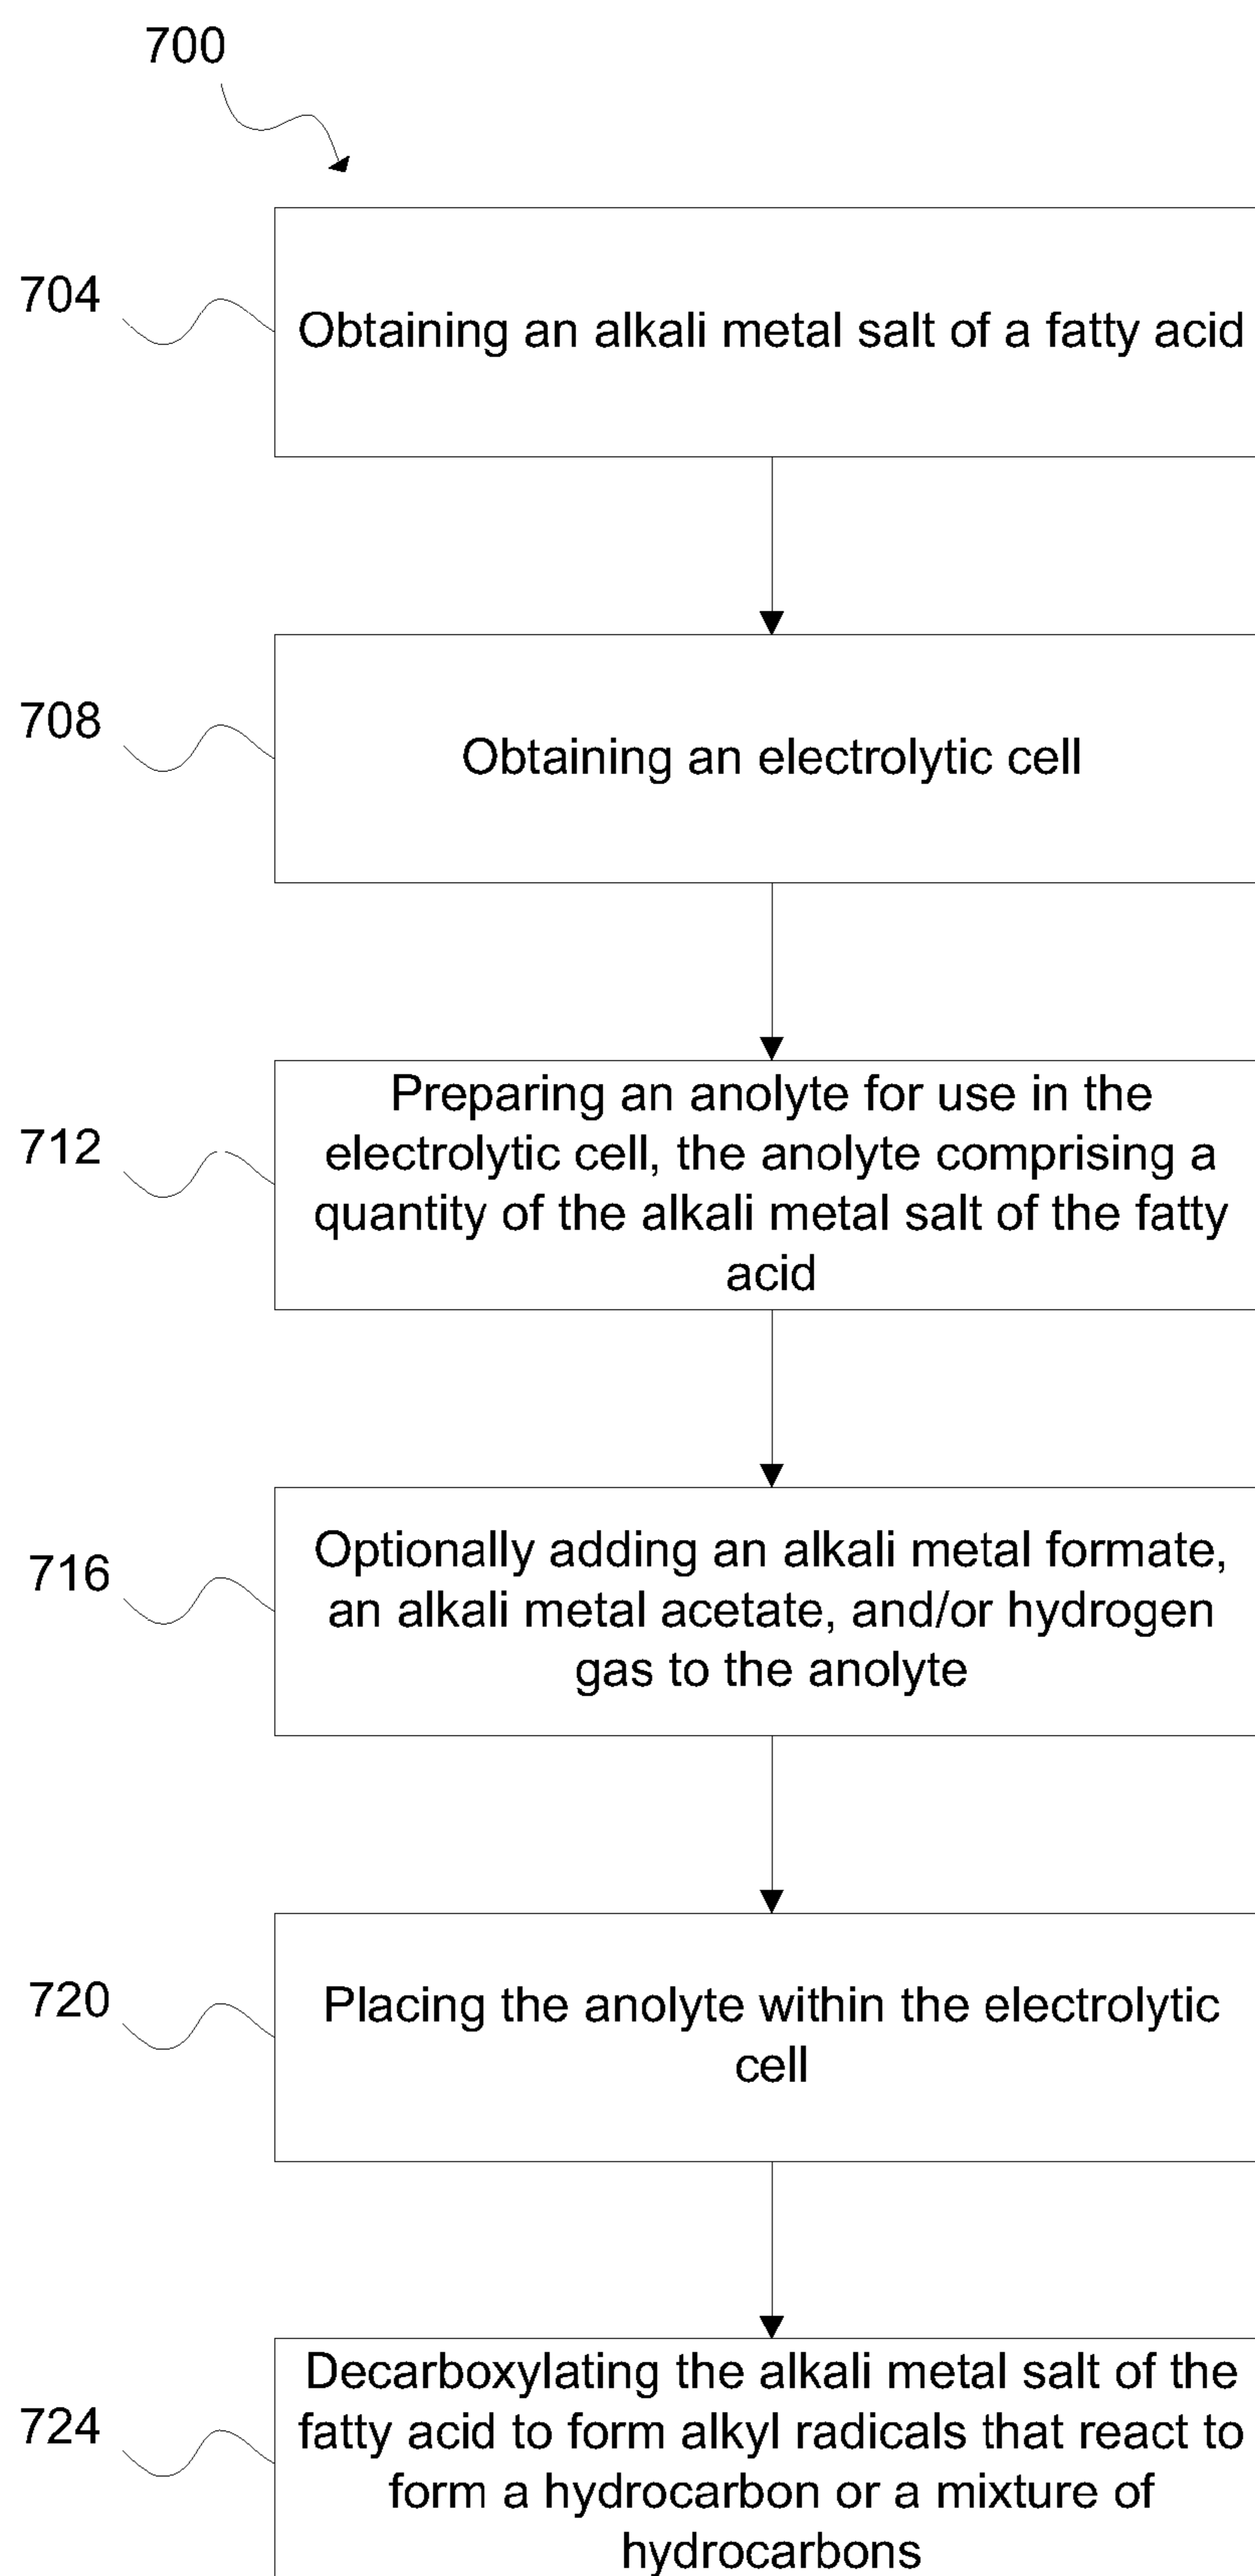 700
704
Obtaining an alkali metal salt of a fatty acid
708
Obtaining an electrolytic cell
712
Preparing an anolyte for use in the
electrolytic cell, the anolyte comprising a
quantity of the alkali metal salt of the fatty
acid
716
Optionally adding an alkali metal formate,
an alkali metal acetate, and/or hydrogen
gas to the anolyte
720
Placing the anolyte within the electrolytic
cell
724
Decarboxylating the alkali metal salt of the
fatty acid to form alkyl radicals that react to
form a hydrocarbon or a mixture of
hydrocarbons